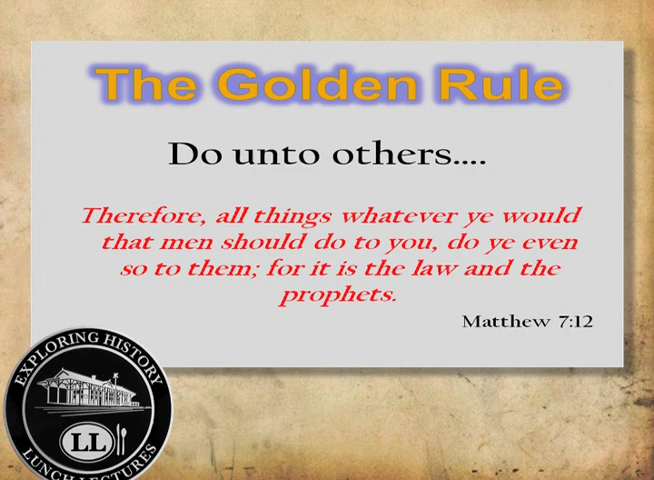 The Golden Rule
Do unto others....
Therefore, all things whatever ye would
that men should do to you, do ye even
so to them; for it is the law and the
prophets.
Matthew 7:12
EXPLORING HISTORY
LL
LUNCH LECTURES